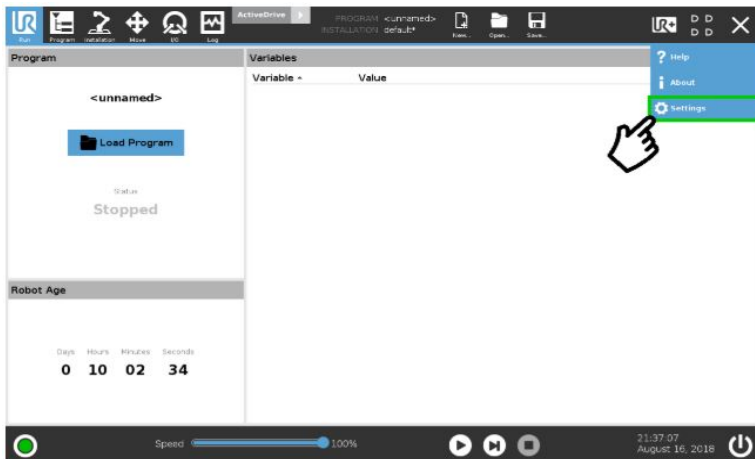 UR
Run
Program
Installation
Move
I/O
Log
ActiveDrive
PROGRAM <unnamed>
INSTALLATION default*
New...
Open...
Save...
UR+
D D
D D
Program
<unnamed>
Load Program
Status
Stopped
Robot Age
Days Hours Minutes Seconds
0 10 02 34
Variables
Variable Value
? Help
i About
Settings
Speed 100%
21:37:07
August 16, 2018